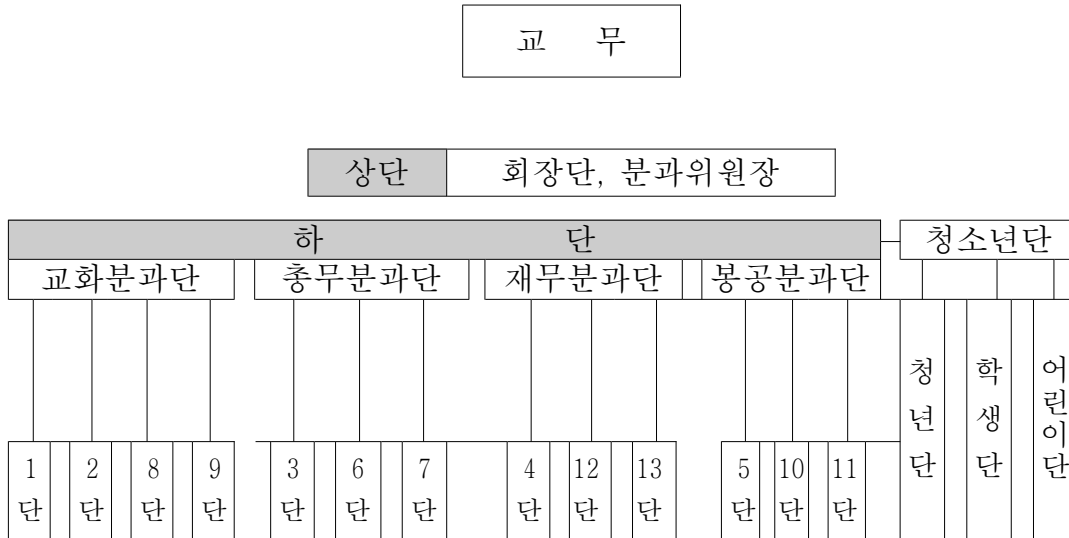 교 무
상단 회장단, 분과위원장
하 단 청소년단
교화분과단 총무분과단 재무분과단 봉공분과단
청년단 학생단 어린이단
1단 2단 8단 9단 3단 6단 7단 4단 12단 13단 5단 10단 11단